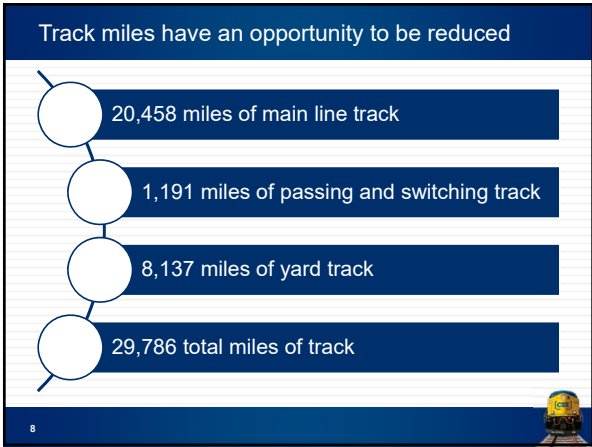 Track miles have an opportunity to be reduced
20,458 miles of main line track
1,191 miles of passing and switching track
8,137 miles of yard track
29,786 total miles of track
8
CSX